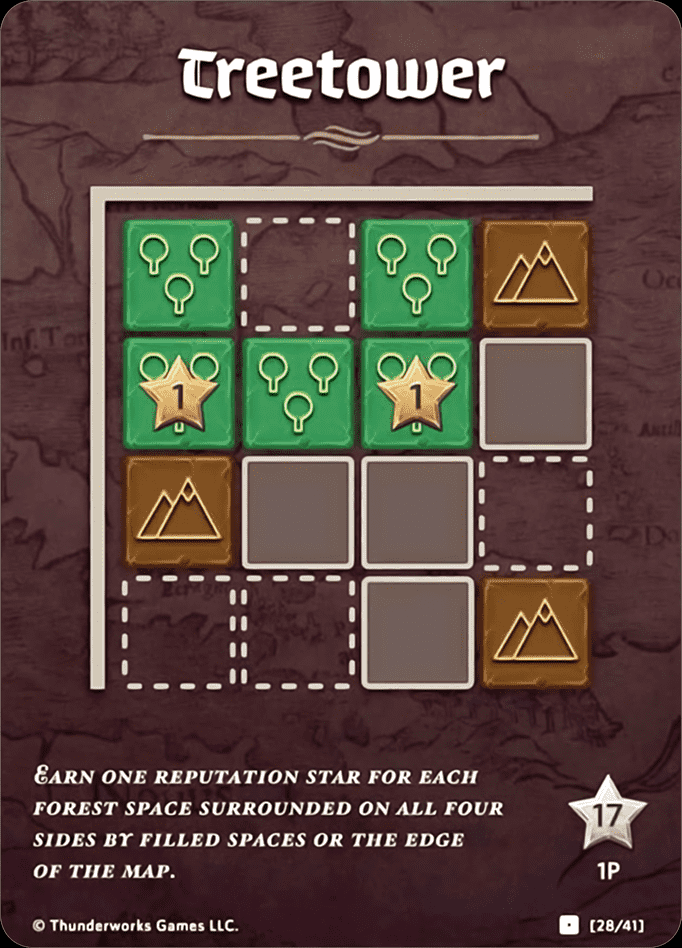 Treetower
1
1
Earn one reputation star for each
forest space surrounded on all four
sides by filled spaces or the edge
of the map.
17
1P
© Thunderworks Games LLC.
[28/41]